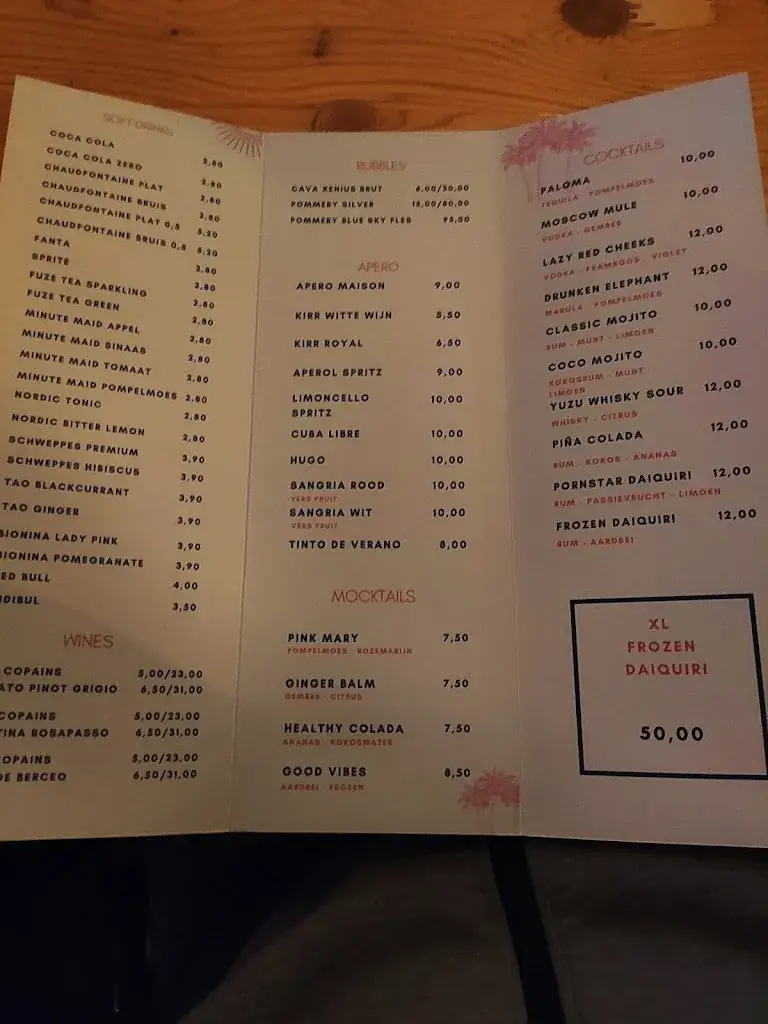 SOFT DRINKS
COCA COLA 2,80
COCA COLA ZERO 2,80
CHAUDFONTAINE PLAT 2,80
CHAUDFONTAINE BRUIS 2,80
CHAUDFONTAINE PLAT 0,5 5,20
CHAUDFONTAINE BRUIS 0,5 5,20
FANTA 2,80
SPRITE 2,80
FUZE TEA SPARKLING 2,80
FUZE TEA GREEN 2,80
MINUTE MAID APPEL 2,80
MINUTE MAID SINAAS 2,80
MINUTE MAID TOMAAT 2,80
MINUTE MAID POMPELMOES 2,80
NORDIC TONIC 2,80
NORDIC BITTER LEMON 2,80
SCHWEPPES PREMIUM 3,90
SCHWEPPES HIBISCUS 3,90
TAO BLACKCURRANT 3,90
TAO GINGER 3,90
BIONINA LADY PINK 3,90
BIONINA POMEGRANATE 3,90
ED BULL 4,00
DIBUL 3,50
WINES
COPAINS 5,00/23,00
ATO PINOT GRIGIO 6,50/31,00
COPAINS 5,00/23,00
TINA ROSAPASSO 6,50/31,00
OPAINS 5,00/23,00
DE BERCEO 6,50/31,00
BUBBLES
CAVA XENIUS BRUT 6,00/30,00
POMMERY SILVER 15,00/80,00
POMMERY BLUE SKY FLES 95,00
APERO
APERO MAISON 9,00
KIRR WITTE WIJN 5,50
KIRR ROYAL 6,50
APEROL SPRITZ 9,00
LIMONCELLO 10,00
SPRITZ
CUBA LIBRE 10,00
HUGO 10,00
SANGRIA ROOD 10,00
VERS FRUIT
SANGRIA WIT 10,00
VERS FRUIT
TINTO DE VERANO 8,00
MOCKTAILS
PINK MARY 7,50
POMPELMOES ROZEMARIJN
GINGER BALM 7,50
GEMBER - CITRUS
HEALTHY COLADA 7,50
ANANAS - KOKOSWATER
GOOD VIBES 8,50
AARDBEI FROZEN
COCKTAILS
PALOMA 10,00
TEQUILA POMPELMOES
MOSCOW MULE 10,00
VODKA - GEMBER
LAZY RED CHEEKS 12,00
VODKA - FRAMBOOS VIOLET
DRUNKEN ELEPHANT 12,00
MARULA POMPELMOES
CLASSIC MOJITO 10,00
RUM - MUNT - LIMOEN
COCO MOJITO 10,00
KOKOSRUM - MUNT -
LIMOEN
YUZU WHISKY SOUR 12,00
WHISKY - CITRUS
PIÑA COLADA 12,00
RUM - KOKOS - ANANAS
PORNSTAR DAIQUIRI 12,00
RUM - PASSIEVRUCHT - LIMOEN
FROZEN DAIQUIRI 12,00
RUM - AARDBEI
XL
FROZEN
DAIQUIRI
50,00